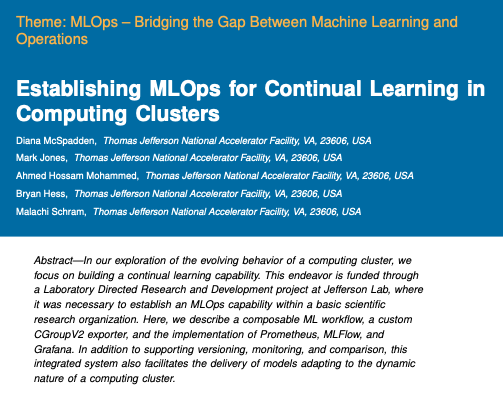 Theme: MLOps – Bridging the Gap Between Machine Learning and
Operations
Establishing MLOps for Continual Learning in
Computing Clusters
Diana McSpadden, Thomas Jefferson National Accelerator Facility, VA, 23606, USA
Mark Jones, Thomas Jefferson National Accelerator Facility, VA, 23606, USA
Ahmed Hossam Mohammed, Thomas Jefferson National Accelerator Facility, VA, 23606, USA
Bryan Hess, Thomas Jefferson National Accelerator Facility, VA, 23606, USA
Malachi Schram, Thomas Jefferson National Accelerator Facility, VA, 23606, USA
Abstract—In our exploration of the evolving behavior of a computing cluster, we
focus on building a continual learning capability. This endeavor is funded through
a Laboratory Directed Research and Development project at Jefferson Lab, where
it was necessary to establish an MLOps capability within a basic scientific
research organization. Here, we describe a composable ML workflow, a custom
CGroupV2 exporter, and the implementation of Prometheus, MLFlow, and
Grafana. In addition to supporting versioning, monitoring, and comparison, this
integrated system also facilitates the delivery of models adapting to the dynamic
nature of a computing cluster.